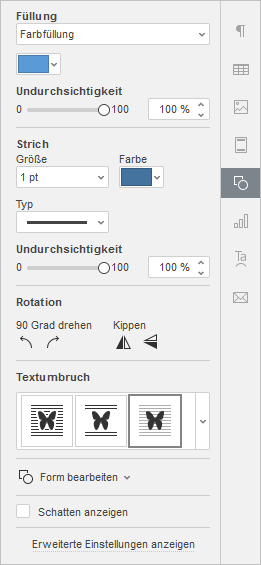 Füllung
Farbfüllung
Undurchsichtigkeit
0 100 100 %
Strich
Größe Farbe
1 pt
Typ
Undurchsichtigkeit
0 100 100 %
Rotation
90 Grad drehen Kippen
Textumbruch
Form bearbeiten
Schatten anzeigen
Erweiterte Einstellungen anzeigen
Ta